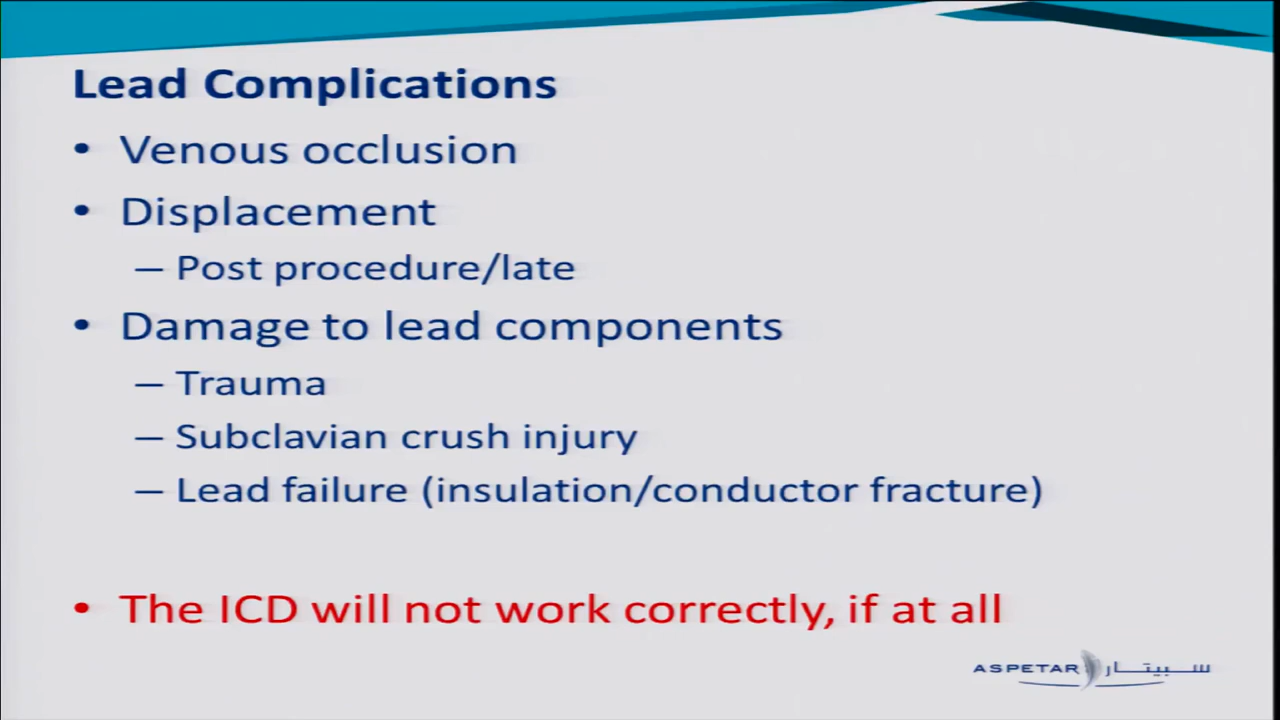 Lead Complications
• Venous occlusion
• Displacement
– Post procedure/late
• Damage to lead components
– Trauma
– Subclavian crush injury
– Lead failure (insulation/conductor fracture)
• The ICD will not work correctly, if at all
ASPETAR سبيتار